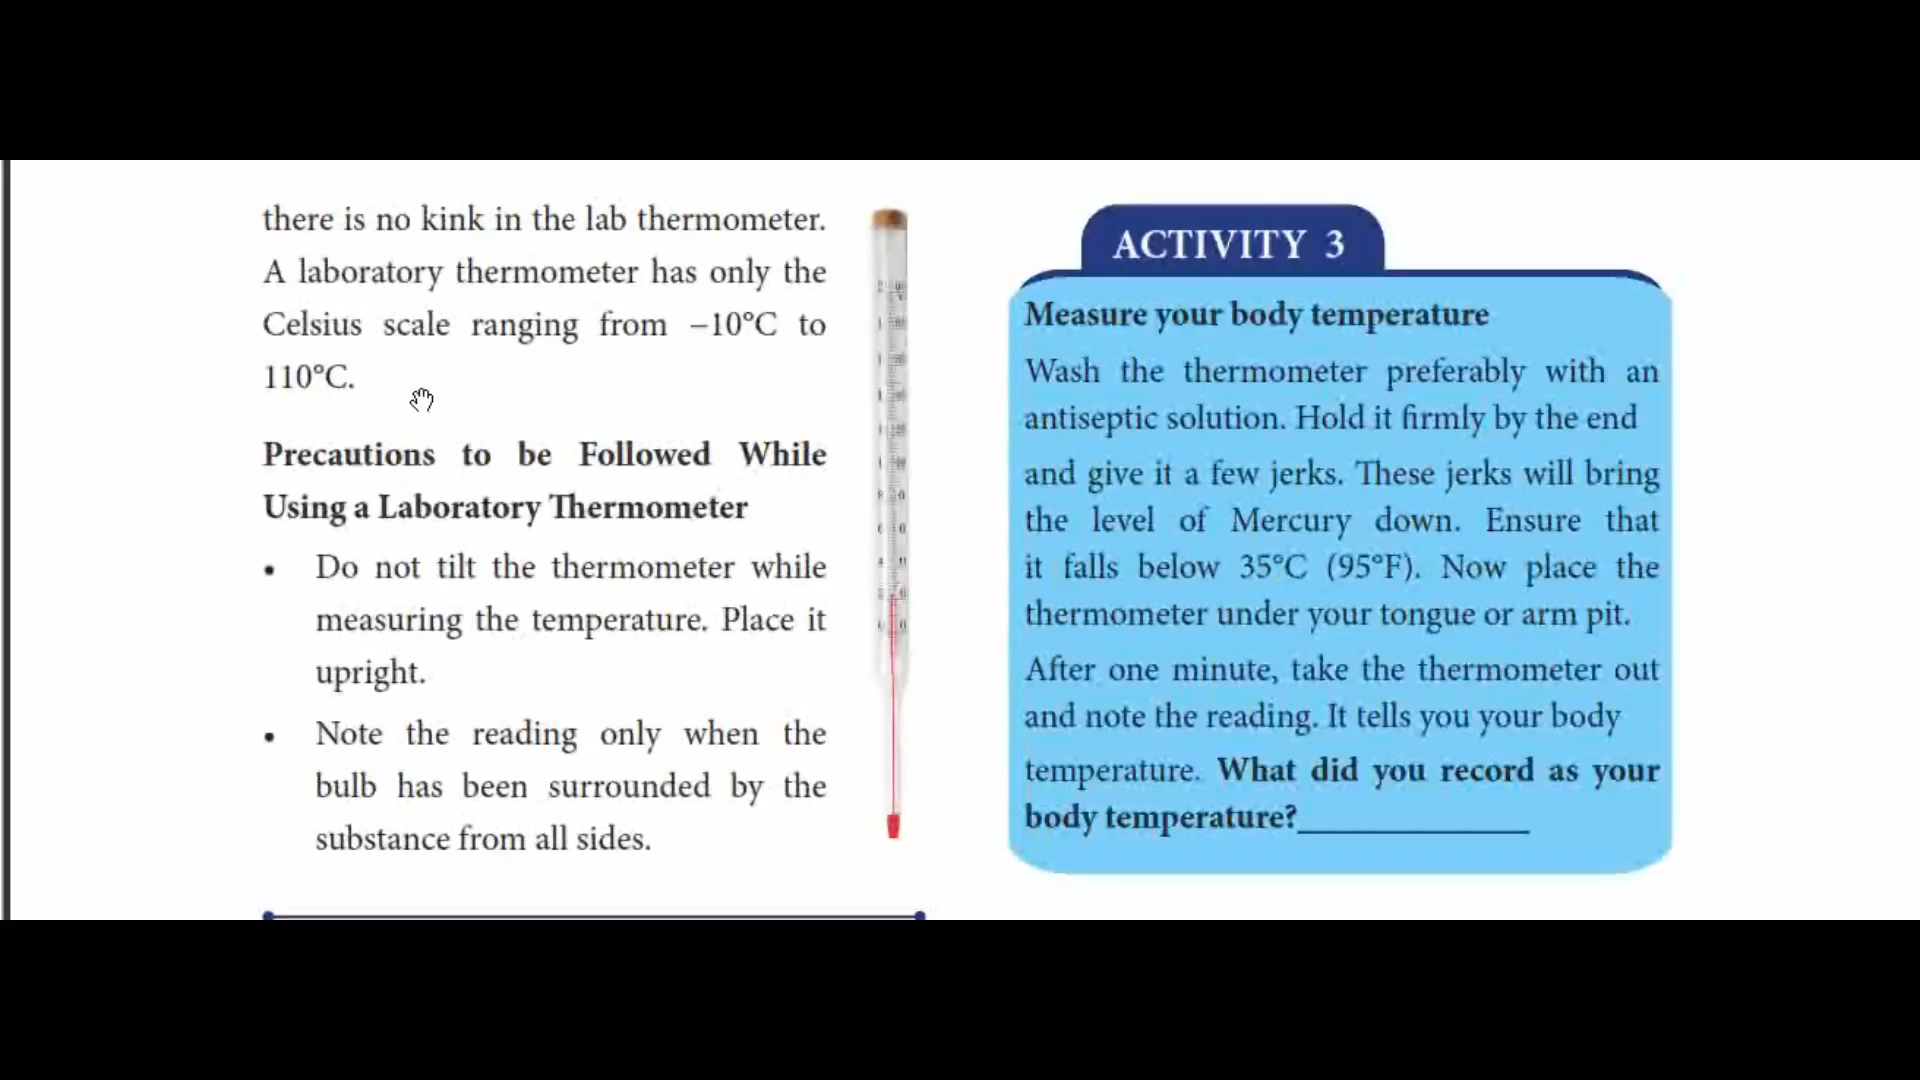 there is no kink in the lab thermometer.
A laboratory thermometer has only the
Celsius scale ranging from –10°C to
110°C.
Precautions to be Followed While
Using a Laboratory Thermometer
• Do not tilt the thermometer while
measuring the temperature. Place it
upright.
• Note the reading only when the
bulb has been surrounded by the
substance from all sides.
ACTIVITY 3
Measure your body temperature
Wash the thermometer preferably with an
antiseptic solution. Hold it firmly by the end
and give it a few jerks. These jerks will bring
the level of Mercury down. Ensure that
it falls below 35°C (95°F). Now place the
thermometer under your tongue or arm pit.
After one minute, take the thermometer out
and note the reading. It tells you your body
temperature. What did you record as your
body temperature?______________